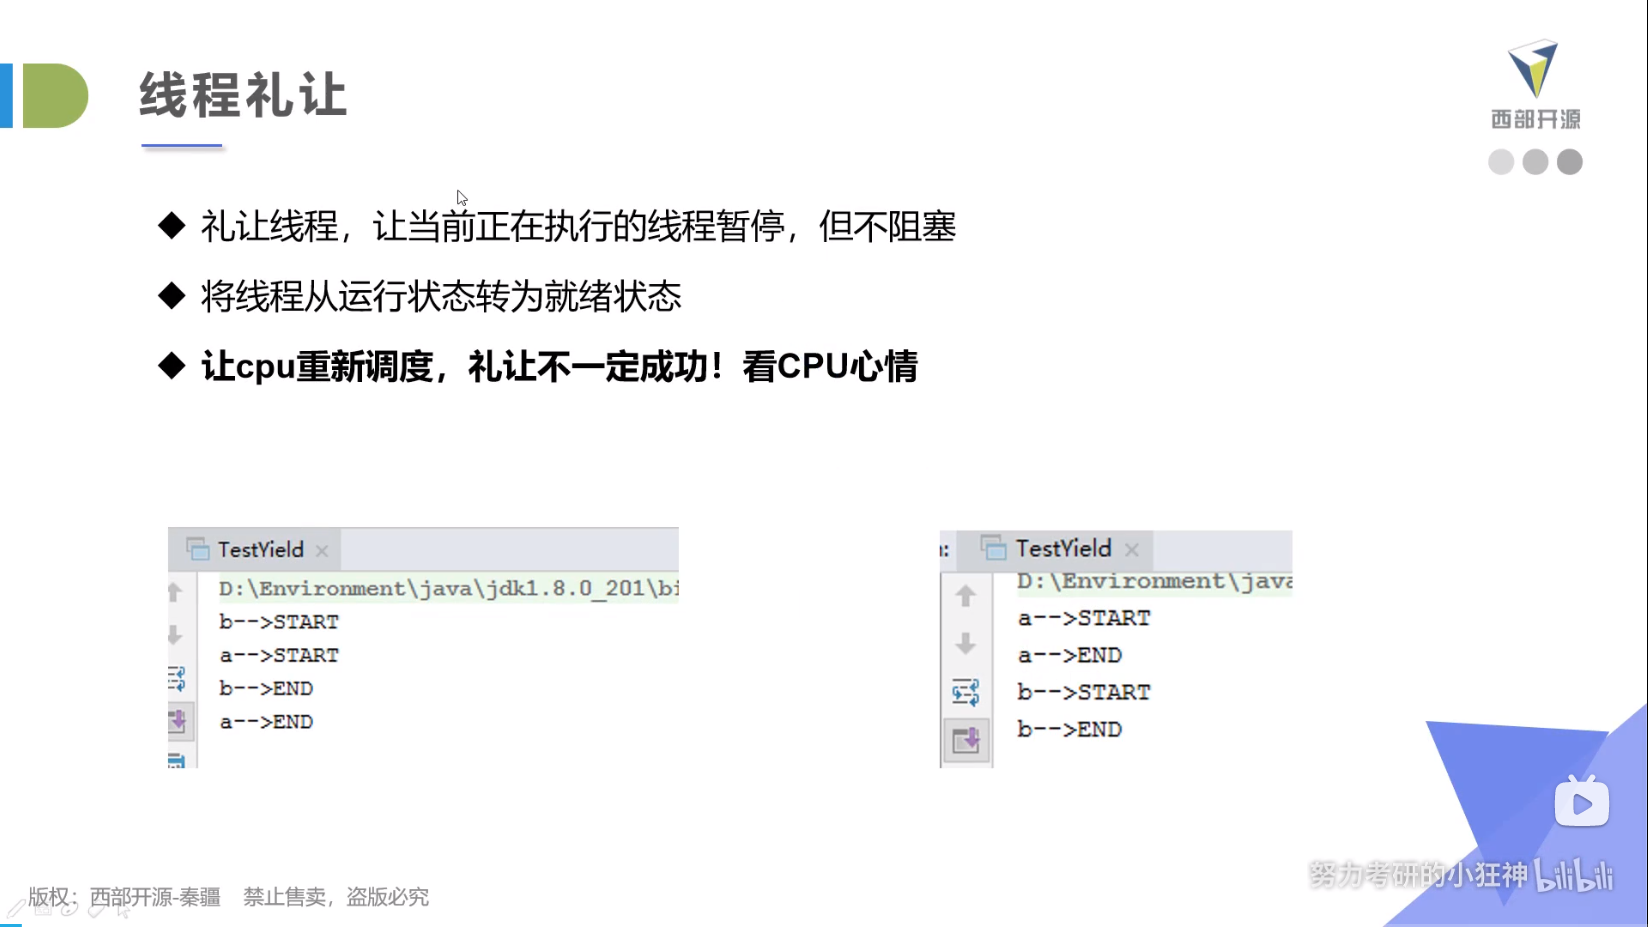 线程礼让
西部开源
礼让线程，让当前正在执行的线程暂停，但不阻塞
将线程从运行状态转为就绪状态
让cpu重新调度，礼让不一定成功！看CPU心情
TestYield
D:\Environment\java\jdk1.8.0_201\bi
b-->START
a-->START
b-->END
a-->END
TestYield
D:\Environment\java
a-->START
a-->END
b-->START
b-->END
努力考研的小狂神 bilibili
版权：西部开源-秦疆 禁止售卖，盗版必究